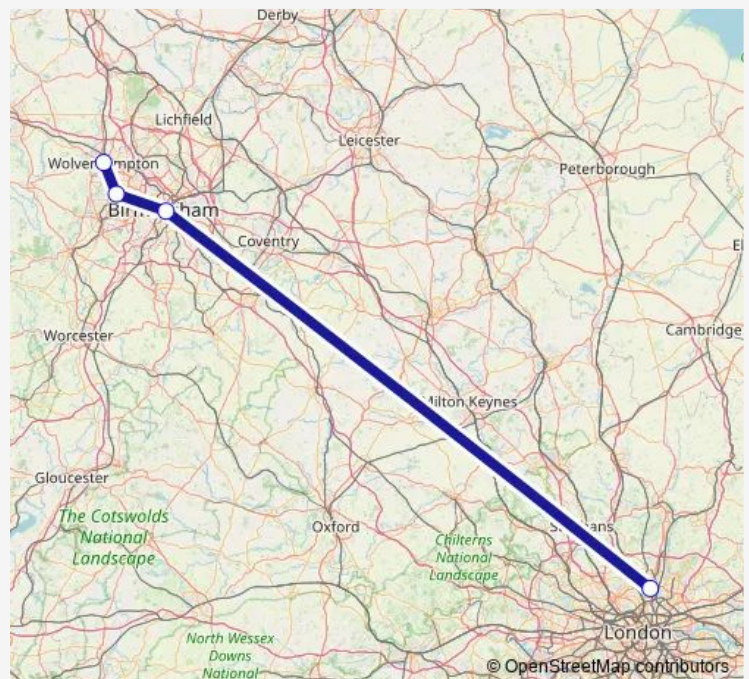 Derby
Lichfield
Leicester
Wolverhampton
Peterborough
Birmingham
Coventry
Cambridge
Worcester
Milton Keynes
Gloucester
The Cotswolds
National
Landscape
Oxford
Chilterns
National
Landscape
London
North Wessex
Downs
National
© OpenStreetMap contributors